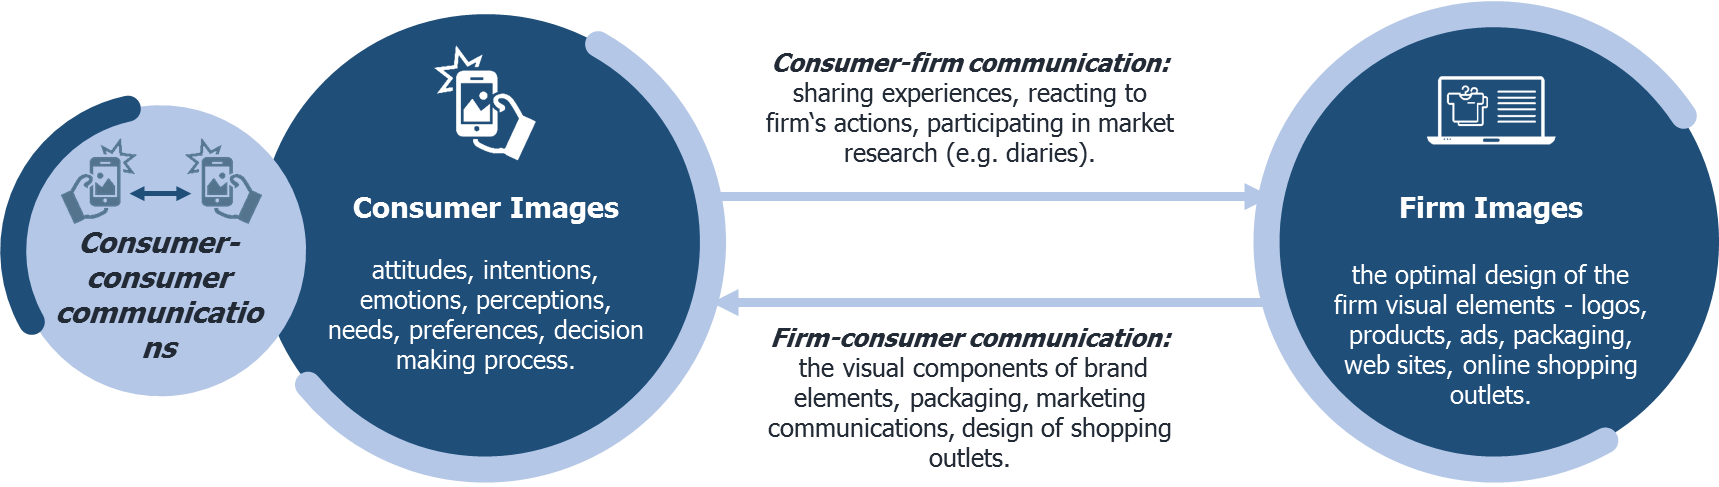 Consumer-
consumer
communicatio
ns
Consumer Images
attitudes, intentions,
emotions, perceptions,
needs, preferences, decision
making process.
Consumer-firm communication:
sharing experiences, reacting to
firm‘s actions, participating in market
research (e.g. diaries).
Firm-consumer communication:
the visual components of brand
elements, packaging, marketing
communications, design of shopping
outlets.
Firm Images
the optimal design of the
firm visual elements - logos,
products, ads, packaging,
web sites, online shopping
outlets.